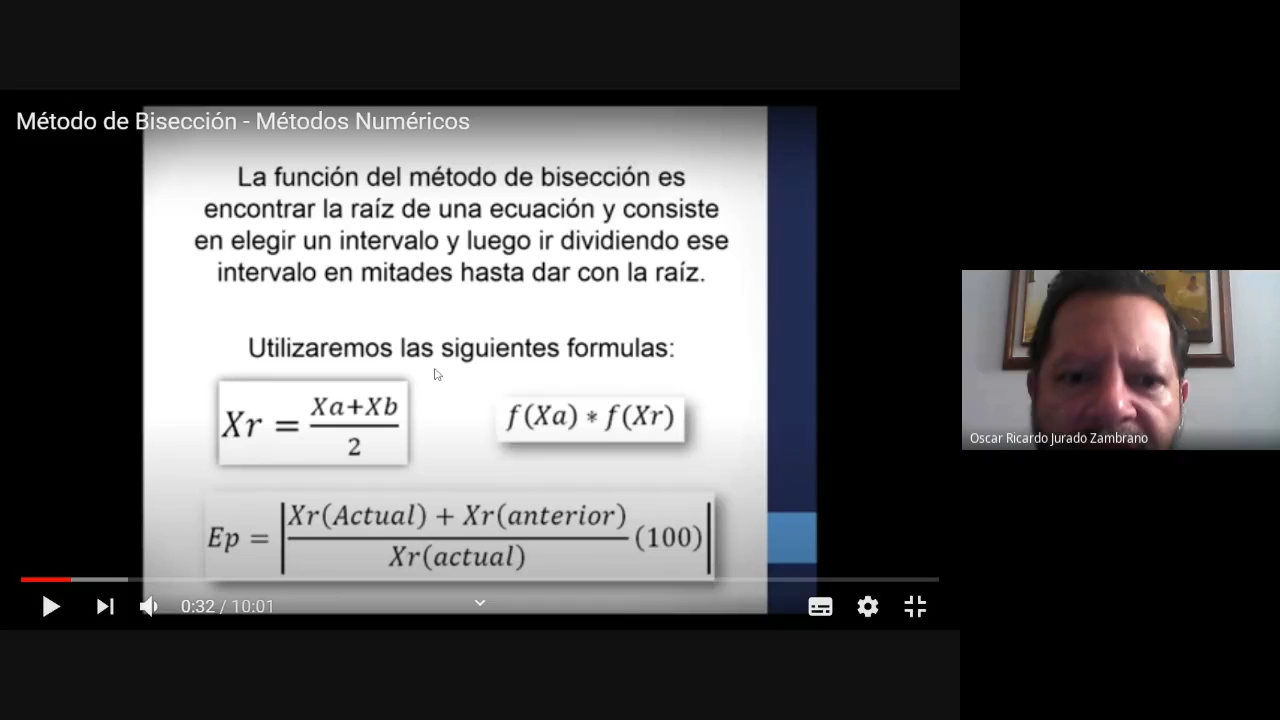 Método de Bisección - Métodos Numéricos
La función del método de bisección es
encontrar la raíz de una ecuación y consiste
en elegir un intervalo y luego ir dividiendo ese
intervalo en mitades hasta dar con la raíz.
Utilizaremos las siguientes formulas:
Xr = (Xa+Xb)/2
f(Xa) * f(Xr)
Ep = |(Xr(Actual) + Xr(anterior))/Xr(actual) (100)|
0:32 / 10:01
Oscar Ricardo Jurado Zambrano